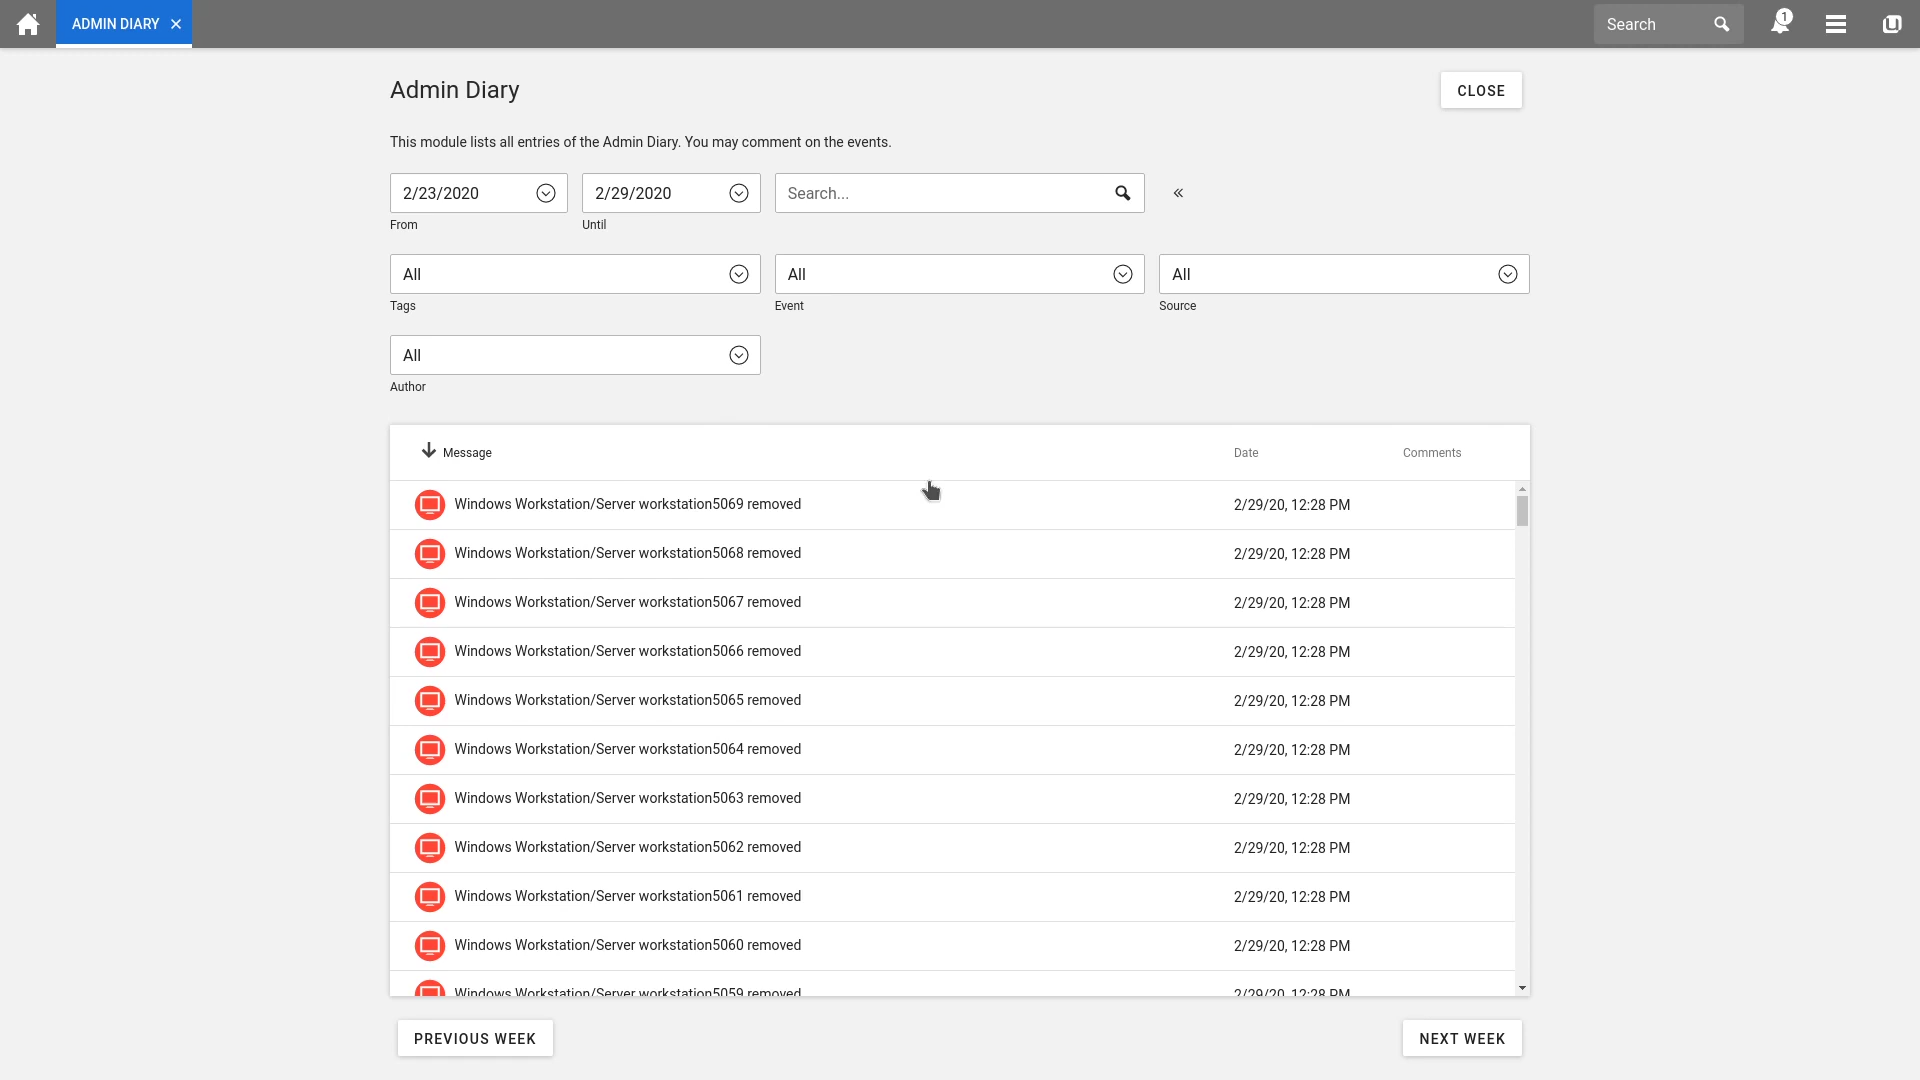 ADMIN DIARY
Search
1
Admin Diary
CLOSE
This module lists all entries of the Admin Diary. You may comment on the events.
2/23/2020
2/29/2020
Search...
«
From
Until
All
All
All
Tags
Event
Source
All
Author
Message Date Comments
Windows Workstation/Server workstation5069 removed 2/29/20, 12:28 PM
Windows Workstation/Server workstation5068 removed 2/29/20, 12:28 PM
Windows Workstation/Server workstation5067 removed 2/29/20, 12:28 PM
Windows Workstation/Server workstation5066 removed 2/29/20, 12:28 PM
Windows Workstation/Server workstation5065 removed 2/29/20, 12:28 PM
Windows Workstation/Server workstation5064 removed 2/29/20, 12:28 PM
Windows Workstation/Server workstation5063 removed 2/29/20, 12:28 PM
Windows Workstation/Server workstation5062 removed 2/29/20, 12:28 PM
Windows Workstation/Server workstation5061 removed 2/29/20, 12:28 PM
Windows Workstation/Server workstation5060 removed 2/29/20, 12:28 PM
Windows Workstation/Server workstation5059 removed 2/29/20, 12:28 PM
PREVIOUS WEEK
NEXT WEEK